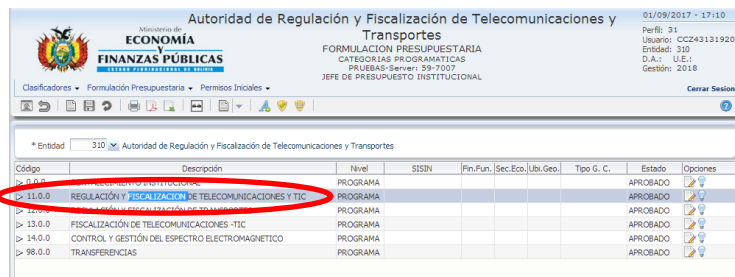 Autoridad de Regulación y Fiscalización de Telecomunicaciones y
Transportes
FORMULACION PRESUPUESTARIA
CATEGORIAS PROGRAMATICAS
PRUEBAS-Server: 59-7007
JEFE DE PRESUPUESTO INSTITUCIONAL
Ministerio de
ECONOMÍA
Y
FINANZAS PÚBLICAS
ESTADO PLURINACIONAL DE BOLIVIA
01/09/2017 - 17:10
Perfil: 31
Usuario: CCZ43131920
Entidad: 310
D.A.: U.E.:
Gestión: 2018
Clasificadores Formulación Presupuestaria Permisos Iniciales Cerrar Sesion
* Entidad 310 Autoridad de Regulación y Fiscalización de Telecomunicaciones y Transportes
Código Descripción Nivel SISIN Fin.Fun. Sec.Eco. Ubi.Geo. Tipo G. C. Estado Opciones
0.0.0 FORTALECIMIENTO INSTITUCIONAL PROGRAMA APROBADO
11.0.0 REGULACIÓN Y FISCALIZACION DE TELECOMUNICACIONES Y TIC PROGRAMA APROBADO
12.0.0 REGULACIÓN Y FISCALIZACIÓN DE TRANSPORTES PROGRAMA APROBADO
13.0.0 FISCALIZACIÓN DE TELECOMUNICACIONES -TIC PROGRAMA APROBADO
14.0.0 CONTROL Y GESTIÓN DEL ESPECTRO ELECTROMAGNETICO PROGRAMA APROBADO
98.0.0 TRANSFERENCIAS PROGRAMA APROBADO